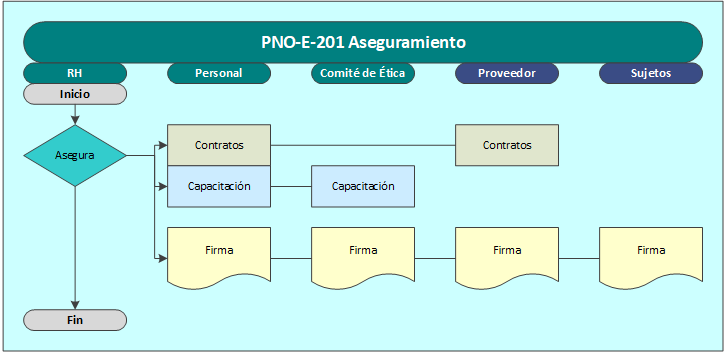 PNO-E-201 Aseguramiento
RH Personal Comité de Ética Proveedor Sujetos
Inicio
Asegura
Contratos Contratos
Capacitación Capacitación
Firma Firma Firma Firma
Fin